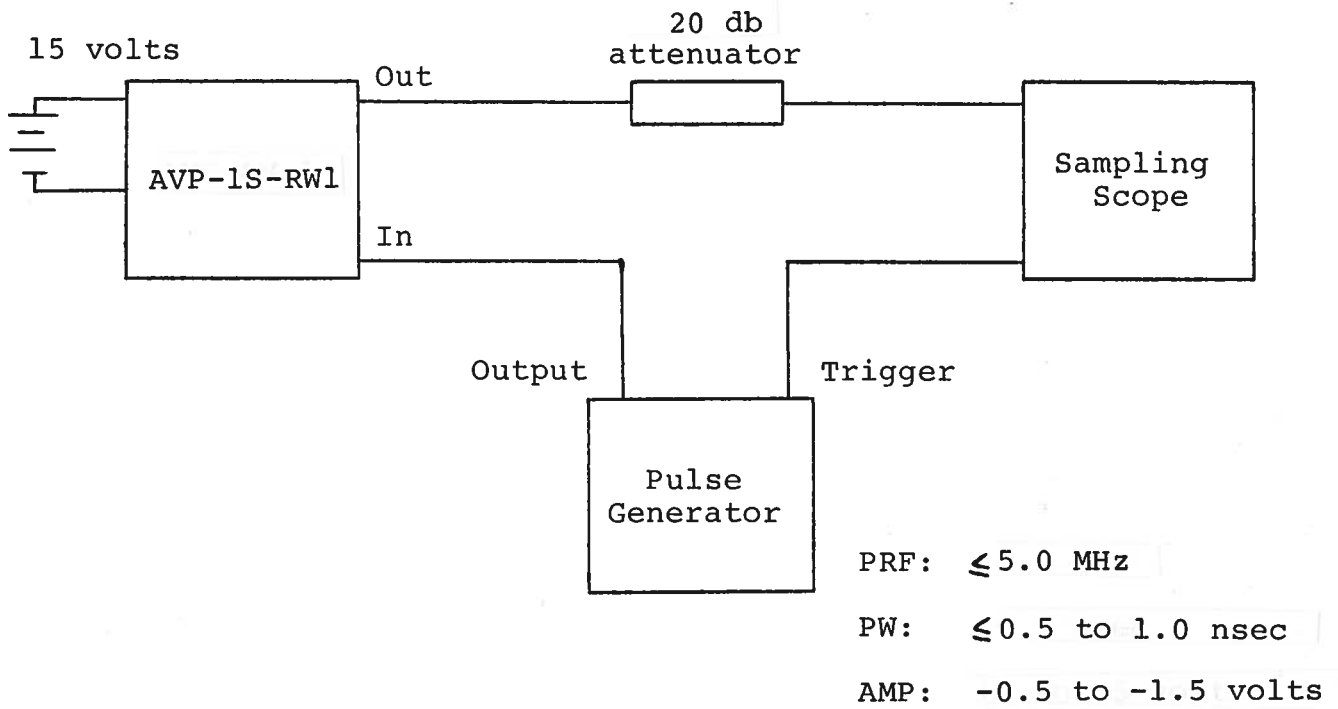 15 volts
20 db
attenuator
Out
AVP-1S-RW1
Sampling
Scope
In
Output
Trigger
Pulse
Generator
PRF: ≤5.0 MHz
PW: ≤0.5 to 1.0 nsec
AMP: -0.5 to -1.5 volts